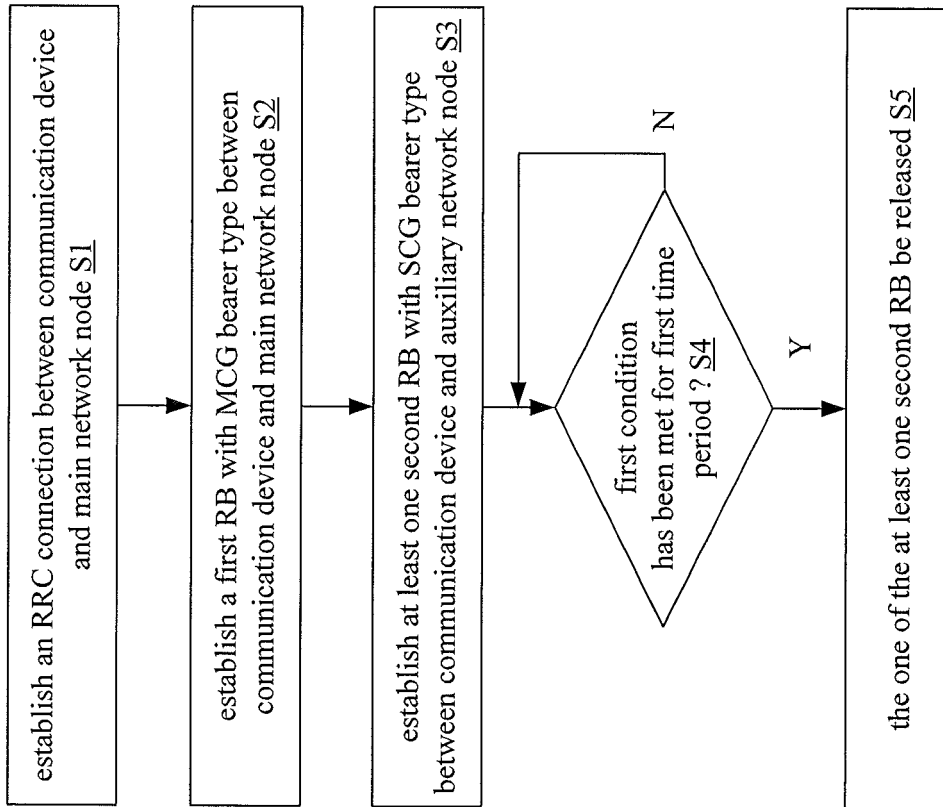 establish an RRC connection between communication device
and main network node S1
establish a first RB with MCG bearer type between
communication device and main network node S2
establish at least one second RB with SCG bearer type
between communication device and auxiliary network node S3
first condition
has been met for first time
period ? S4
N
Y
the one of the at least one second RB be released S5